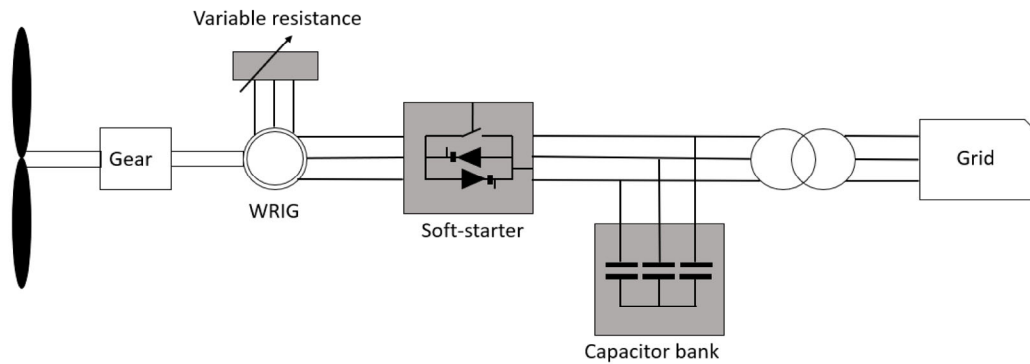 Variable resistance
Gear
WRIG
Soft-starter
Grid
Capacitor bank